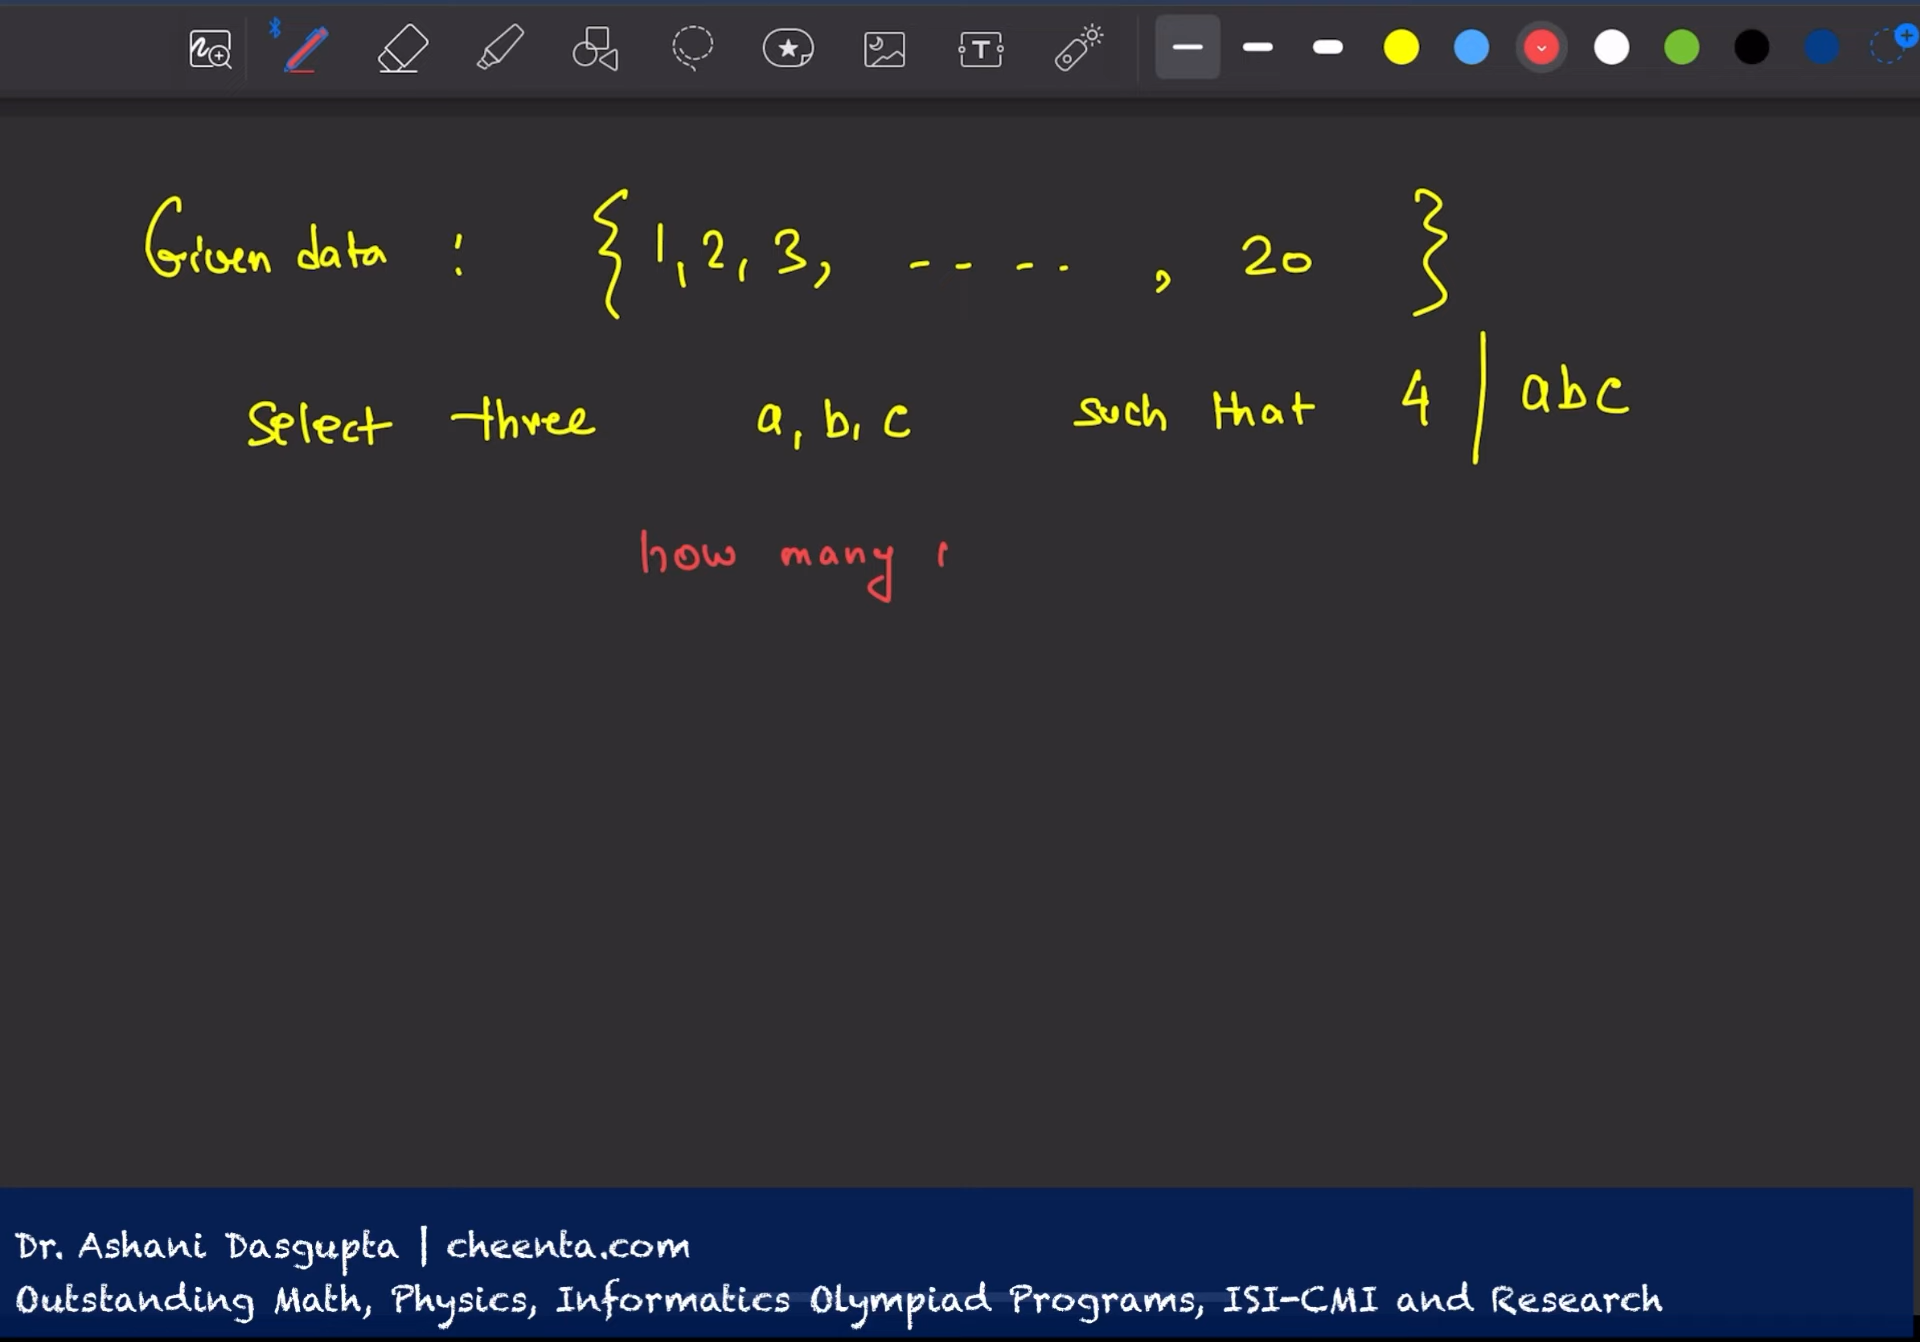 Given data : { 1, 2, 3, - - - - , 20 }
Select three a, b, c such that 4 | abc
how many
Dr. Ashani Dasgupta | cheenta.com
Outstanding Math, Physics, Informatics Olympiad Programs, ISI-CMI and Research